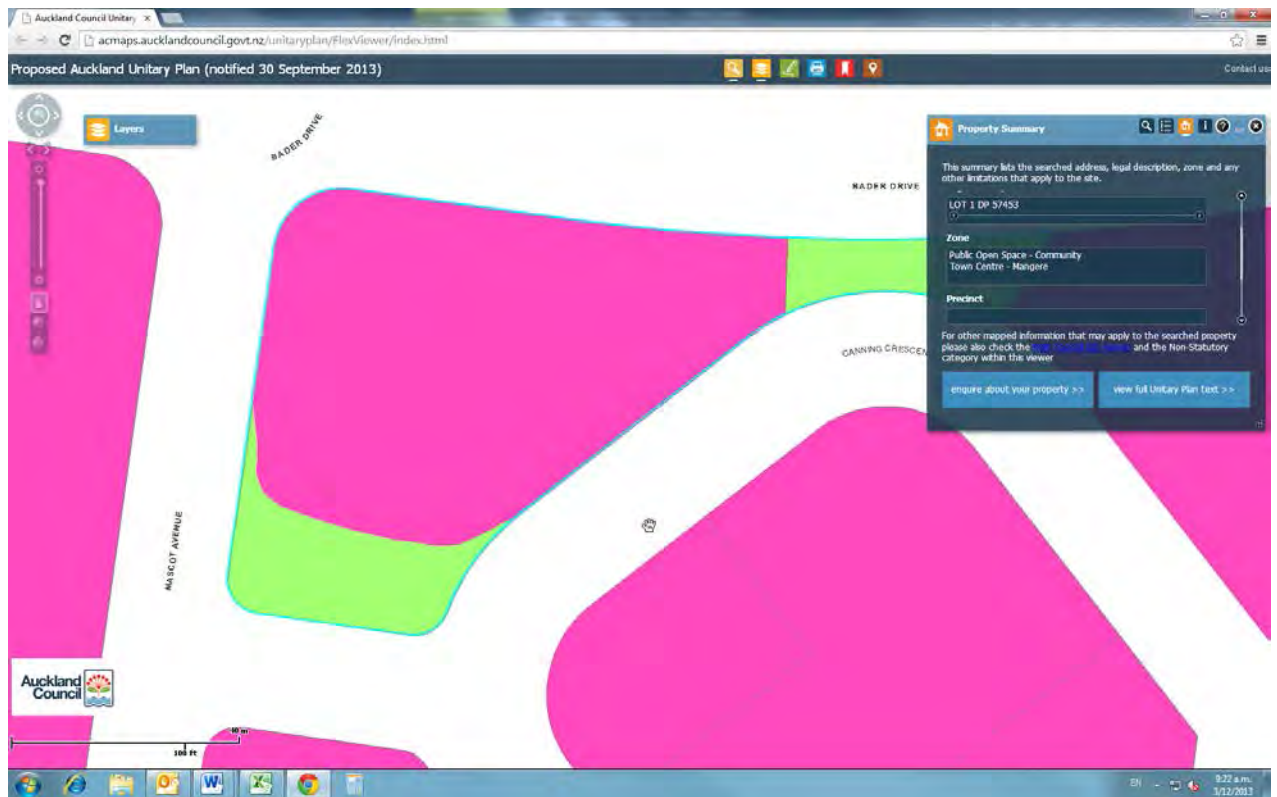 Auckland Council Unitary
acmaps.aucklandcouncil.govt.nz/unitaryplan/FlexViewer/index.html
Proposed Auckland Unitary Plan (notified 30 September 2013)
Contact us
Layers
BADER DRIVE
BADER DRIVE
Property Summary
This summary lists the searched address, legal description, zone and any
other limitations that apply to the site.
LOT 1 DP 57453
Zone
Public Open Space - Community
Town Centre - Mangere
Precinct
For other mapped information that may apply to the searched property
please also check the
and the Non-Statutory
category within this viewer
enquire about your property >>
view full Unitary Plan text >>
CANNING CRESCEN
MASCOT AVENUE
Auckland
Council
40 m
100 ft
EN
9:22 a.m.
3/12/2013